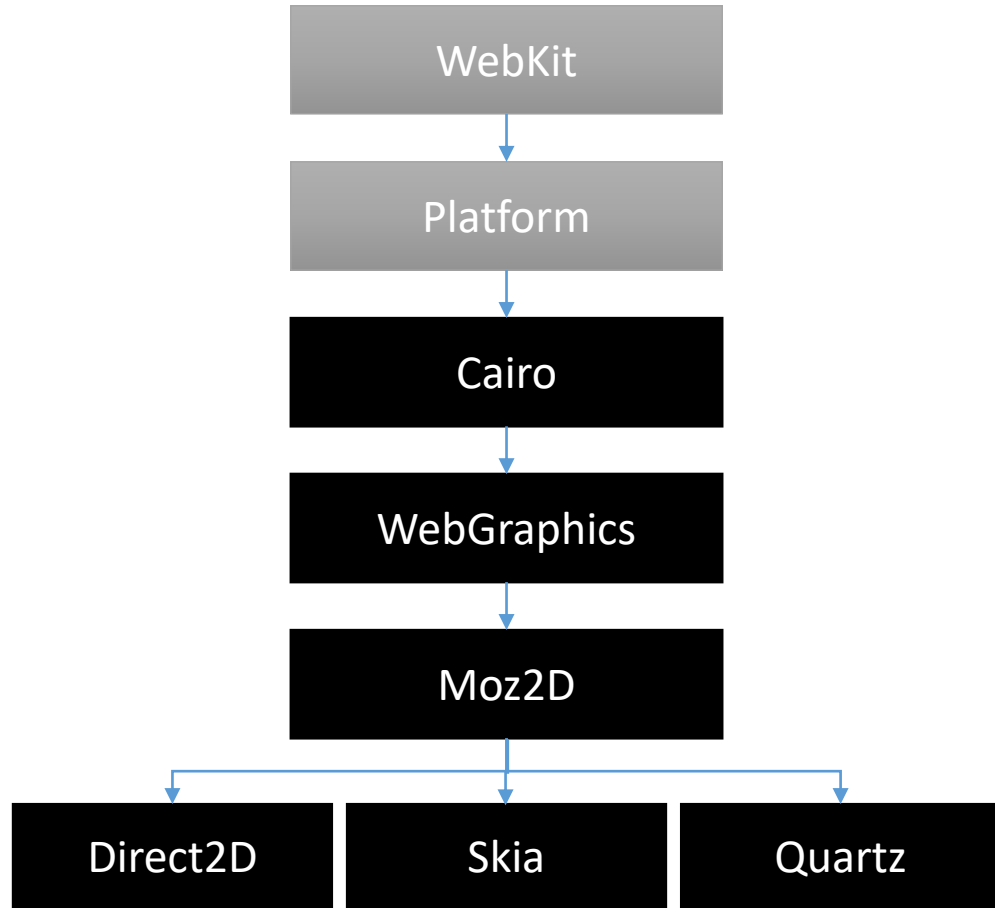 WebKit
Platform
Cairo
WebGraphics
Moz2D
Direct2D
Skia
Quartz